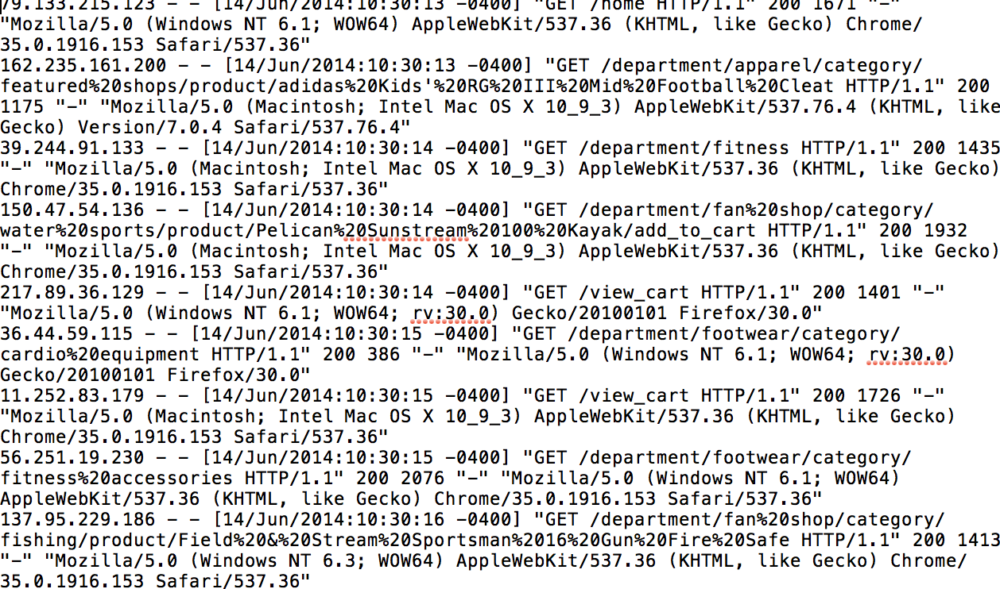 79.133.215.123 - - [14/Jun/2014:10:30:13 -0400] "GET /home HTTP/1.1" 200 1671 "-"
"Mozilla/5.0 (Windows NT 6.1; WOW64) AppleWebKit/537.36 (KHTML, like Gecko) Chrome/
35.0.1916.153 Safari/537.36"
162.235.161.200 - - [14/Jun/2014:10:30:13 -0400] "GET /department/apparel/category/
featured%20shops/product/adidas%20Kids'%20RG%20III%20Mid%20Football%20Cleat HTTP/1.1" 200
1175 "-" "Mozilla/5.0 (Macintosh; Intel Mac OS X 10_9_3) AppleWebKit/537.76.4 (KHTML, like
Gecko) Version/7.0.4 Safari/537.76.4"
39.244.91.133 - - [14/Jun/2014:10:30:14 -0400] "GET /department/fitness HTTP/1.1" 200 1435
"-" "Mozilla/5.0 (Macintosh; Intel Mac OS X 10_9_3) AppleWebKit/537.36 (KHTML, like Gecko)
Chrome/35.0.1916.153 Safari/537.36"
150.47.54.136 - - [14/Jun/2014:10:30:14 -0400] "GET /department/fan%20shop/category/
water%20sports/product/Pelican%20Sunstream%20100%20Kayak/add_to_cart HTTP/1.1" 200 1932
"-" "Mozilla/5.0 (Macintosh; Intel Mac OS X 10_9_3) AppleWebKit/537.36 (KHTML, like Gecko)
Chrome/35.0.1916.153 Safari/537.36"
217.89.36.129 - - [14/Jun/2014:10:30:14 -0400] "GET /view_cart HTTP/1.1" 200 1401 "-"
"Mozilla/5.0 (Windows NT 6.1; WOW64; rv:30.0) Gecko/20100101 Firefox/30.0"
36.44.59.115 - - [14/Jun/2014:10:30:15 -0400] "GET /department/footwear/category/
cardio%20equipment HTTP/1.1" 200 386 "-" "Mozilla/5.0 (Windows NT 6.1; WOW64; rv:30.0)
Gecko/20100101 Firefox/30.0"
11.252.83.179 - - [14/Jun/2014:10:30:15 -0400] "GET /view_cart HTTP/1.1" 200 1726 "-"
"Mozilla/5.0 (Macintosh; Intel Mac OS X 10_9_3) AppleWebKit/537.36 (KHTML, like Gecko)
Chrome/35.0.1916.153 Safari/537.36"
56.251.19.230 - - [14/Jun/2014:10:30:15 -0400] "GET /department/footwear/category/
fitness%20accessories HTTP/1.1" 200 2076 "-" "Mozilla/5.0 (Windows NT 6.1; WOW64)
AppleWebKit/537.36 (KHTML, like Gecko) Chrome/35.0.1916.153 Safari/537.36"
137.95.229.186 - - [14/Jun/2014:10:30:16 -0400] "GET /department/fan%20shop/category/
fishing/product/Field%20&%20Stream%20Sportsman%2016%20Gun%20Fire%20Safe HTTP/1.1" 200 1413
"-" "Mozilla/5.0 (Windows NT 6.3; WOW64) AppleWebKit/537.36 (KHTML, like Gecko) Chrome/
35.0.1916.153 Safari/537.36"